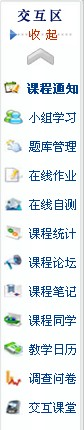 交互区
收起
课程通知
小组学习
题库管理
在线作业
在线自测
课程统计
课程论坛
课程笔记
课程同学
教学日历
调查问卷
交互课堂